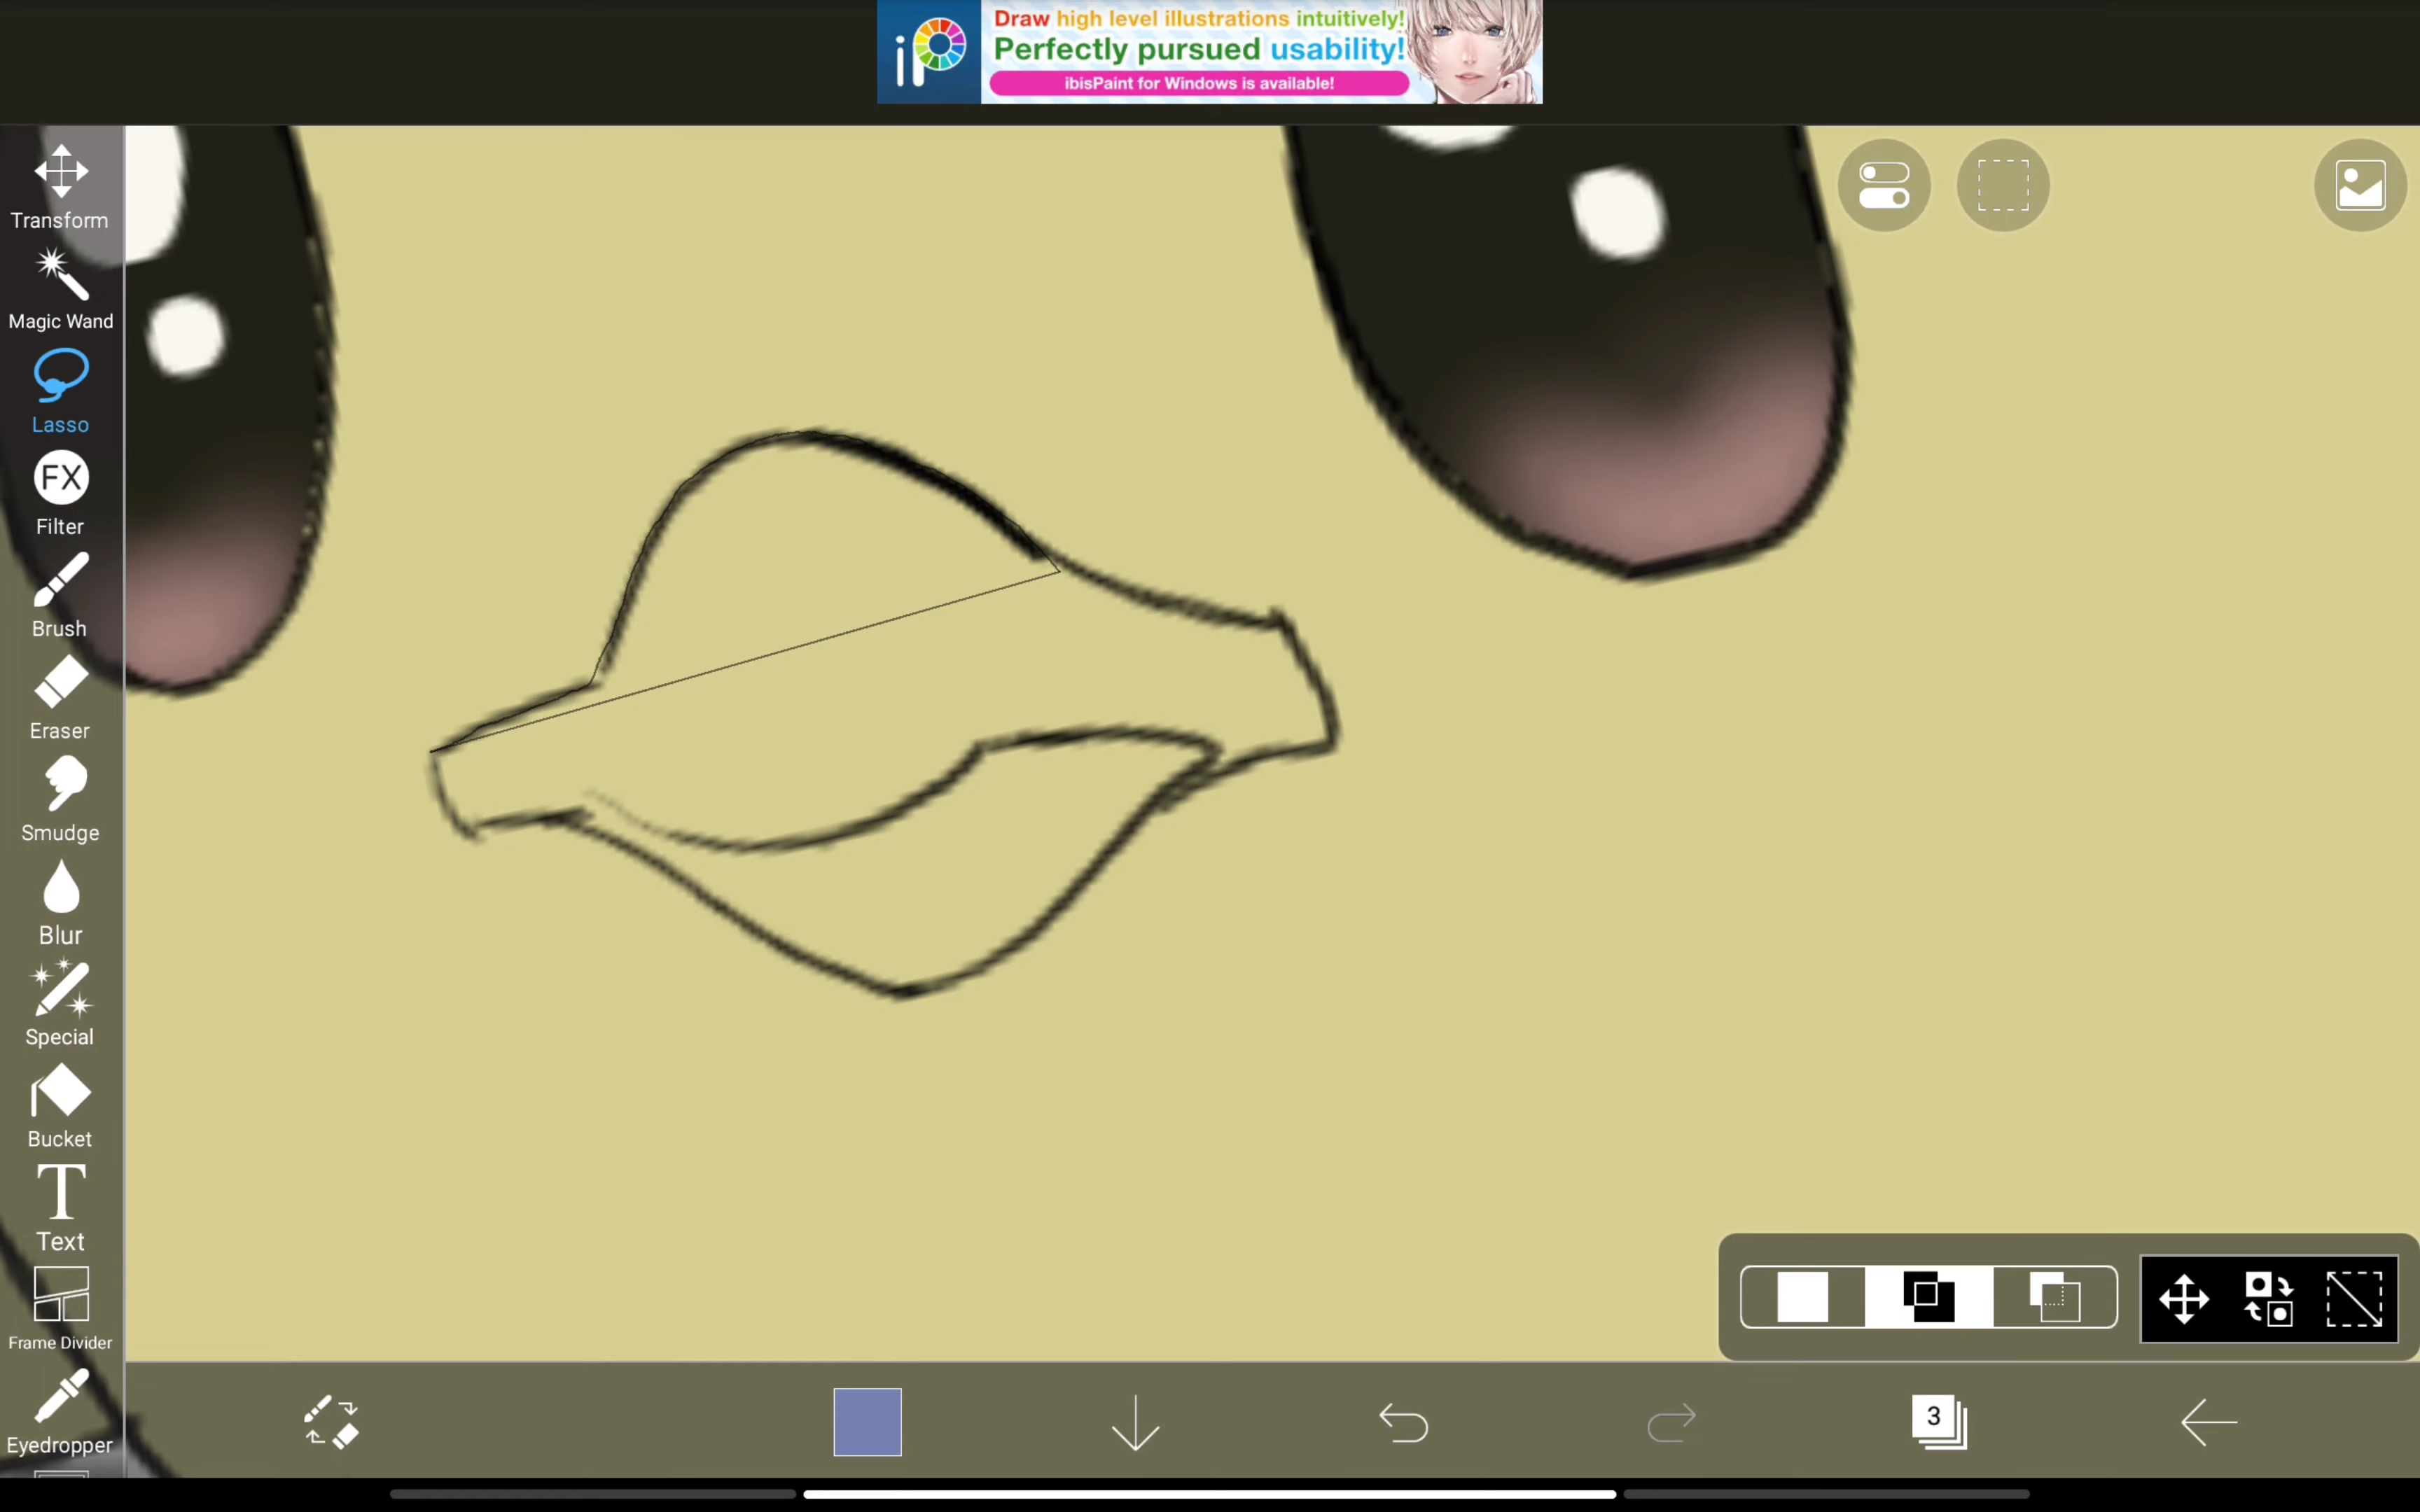 iP
Draw high level illustrations intuitively!
Perfectly pursued usability!
ibisPaint for Windows is available!
Transform
Magic Wand
Lasso
FX
Filter
Brush
Eraser
Smudge
Blur
Special
Bucket
T
Text
Frame Divider
Eyedropper
3